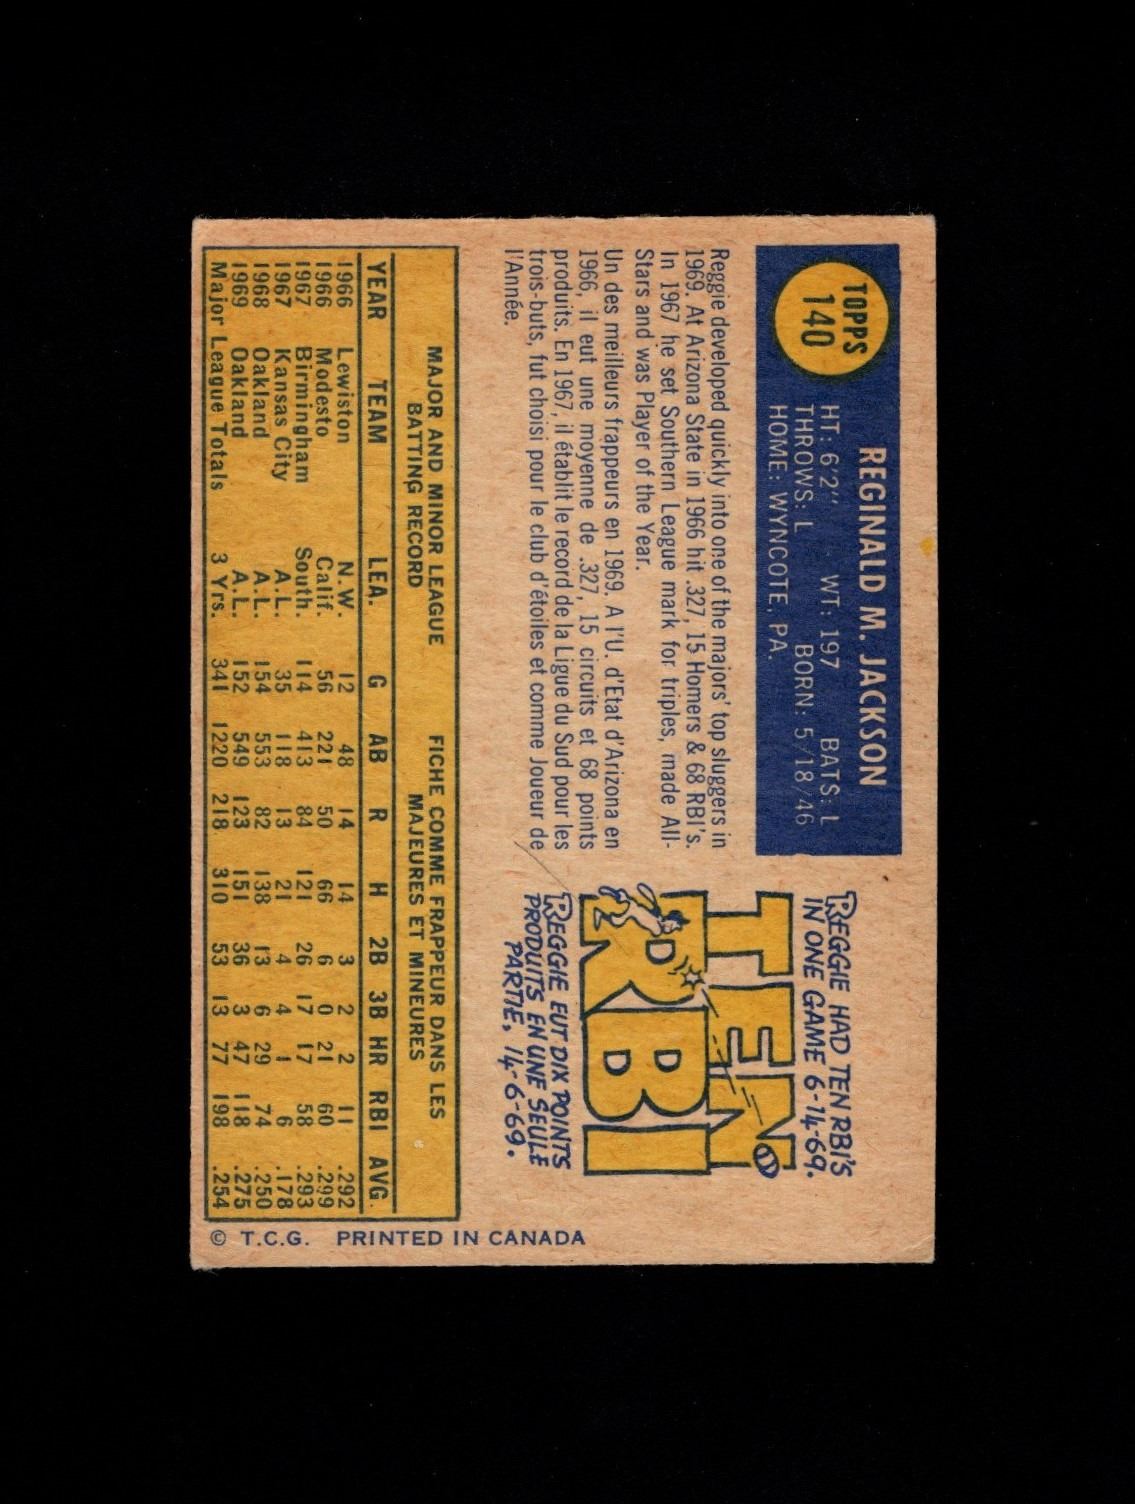 TOPPS
140
REGINALD M. JACKSON
HT: 6'2" WT: 197 BATS: L
THROWS: L BORN: 5/18/46
HOME: WYNCOTE, PA.
Reggie developed quickly into one of the majors' top sluggers in
1969. At Arizona State in 1966 hit .327, 15 Homers & 68 RBI's.
In 1967 he set Southern League mark for triples, made All-
Stars and was Player of the Year.
Un des meilleurs frappeurs en 1969. A l'U. d'Etat d'Arizona en
1966, il eut une moyenne de .327, 15 circuits et 68 points
produits. En 1967, il établit le record de la Ligue du Sud pour les
trois-buts, fut choisi pour le club d'étoiles et comme Joueur de
l'Année.
REGGIE HAD TEN RBI'S
IN ONE GAME 6-14-69.
TEN
RBI
REGGIE EUT DIX POINTS
PRODUITS EN UNE SEULE
PARTIE, 14-6-69.
MAJOR AND MINOR LEAGUE
BATTING RECORD
FICHE COMME FRAPPEUR DANS LES
MAJEURES ET MINEURES
YEAR TEAM LEA. G AB R H 2B 3B HR RBI AVG.
1966 Lewiston N.W. 12 48 14 14 3 2 2 11 .292
1966 Modesto Calif. 56 221 50 66 6 0 21 60 .299
1967 Birmingham South. 114 413 84 121 26 17 17 58 .293
1967 Kansas City A.L. 35 118 13 21 4 4 1 6 .178
1968 Oakland A.L. 154 553 82 138 13 6 29 74 .250
1969 Oakland A.L. 152 549 123 151 36 3 47 118 .275
Major League Totals 3 Yrs. 341 1220 218 310 53 13 77 198 .254
© T.C.G. PRINTED IN CANADA